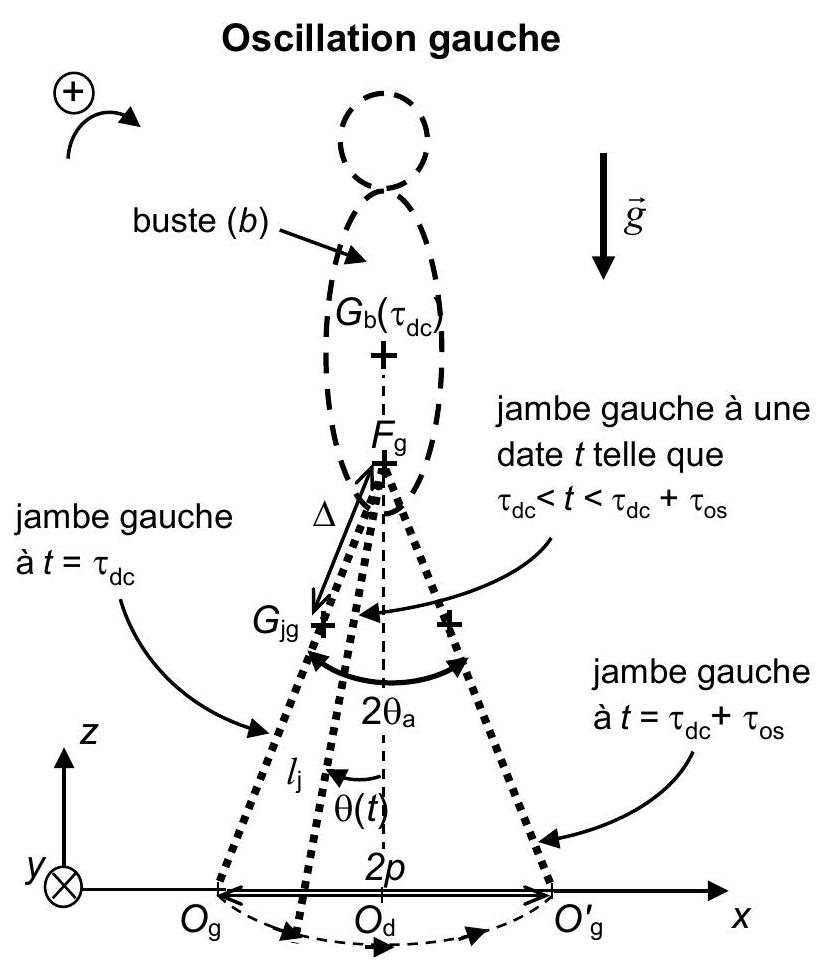 Oscillation gauche
+
buste (b)
g⃗
Gb(τdc)
Fg
jambe gauche à une
date t telle que
τdc< t < τdc + τos
Δ
jambe gauche
à t = τdc
Gjg
2θa
jambe gauche
à t = τdc+ τos
z
lj
θ(t)
y
2p
Og
Od
O'g
x